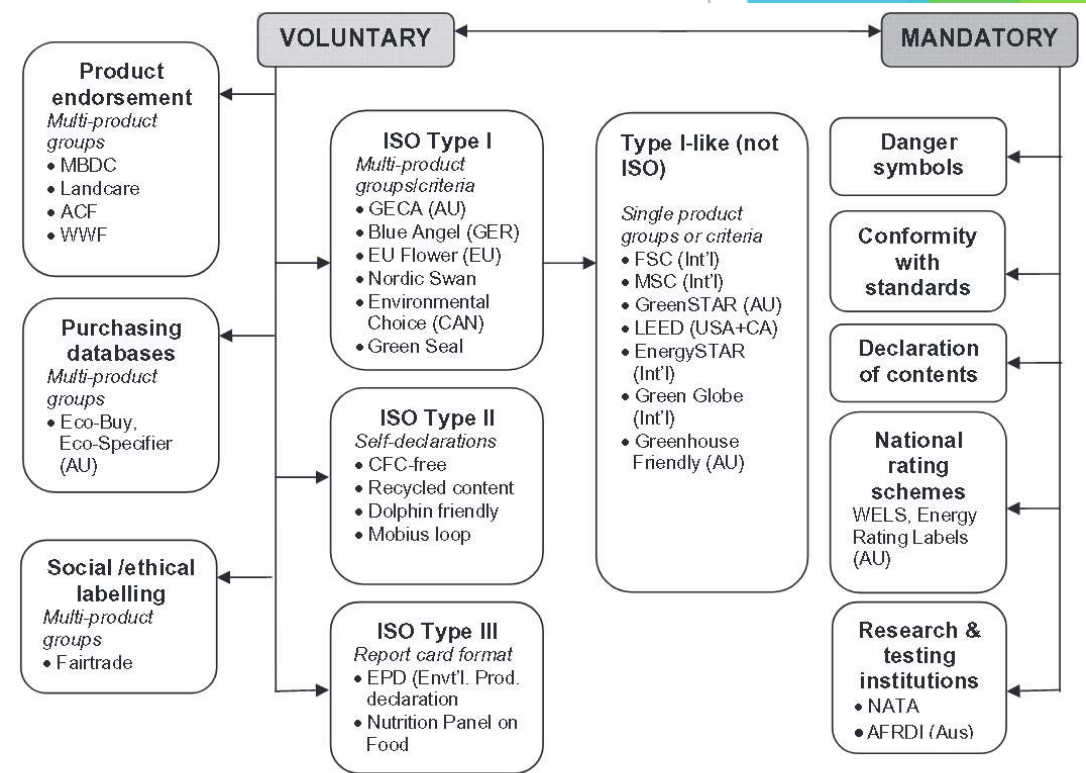 VOLUNTARY
MANDATORY
Product
endorsement
Multi-product
groups
• MBDC
• Landcare
• ACF
• WWF
Purchasing
databases
Multi-product
groups
• Eco-Buy,
Eco-Specifier
(AU)
Social /ethical
labelling
Multi-product
groups
• Fairtrade
ISO Type I
Multi-product
groups/criteria
• GECA (AU)
• Blue Angel (GER)
• EU Flower (EU)
• Nordic Swan
• Environmental
Choice (CAN)
• Green Seal
ISO Type II
Self-declarations
• CFC-free
• Recycled content
• Dolphin friendly
• Mobius loop
ISO Type III
Report card format
• EPD (Envt'l. Prod.
declaration
• Nutrition Panel on
Food
Type I-like (not
ISO)
Single product
groups or criteria
• FSC (Int'l)
• MSC (Int'l)
• GreenSTAR (AU)
• LEED (USA+CA)
• EnergySTAR
(Int'l)
• Green Globe
(Int'l)
• Greenhouse
Friendly (AU)
Danger
symbols
Conformity
with
standards
Declaration
of contents
National
rating
schemes
WELS, Energy
Rating Labels
(AU)
Research &
testing
institutions
• NATA
• AFRDI (Aus)